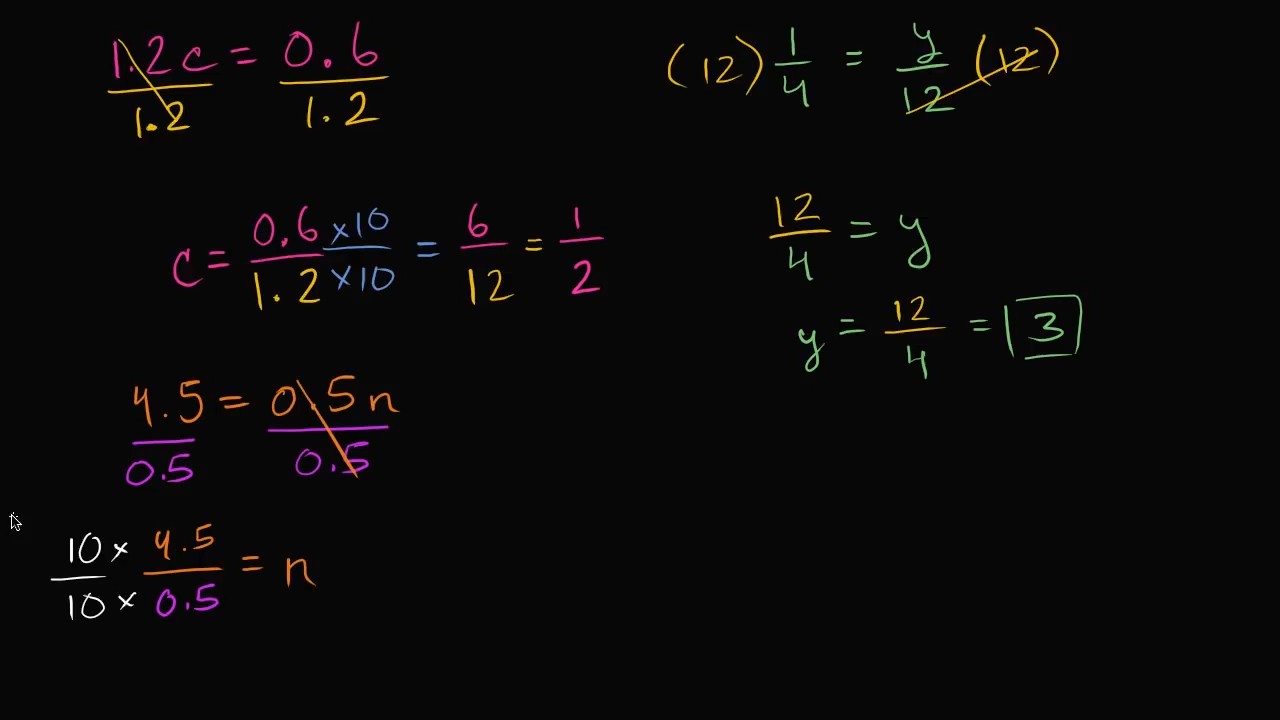 1.2c = 0.6
1.2 1.2
c = 0.6 ×10 = 6 = 1
1.2 ×10 12 2
4.5 = 0.5n
0.5 0.5
10 × 4.5 = n
10 × 0.5
(12) 1 = y (12)
4 12
12 = y
4
y = 12 = 3
4